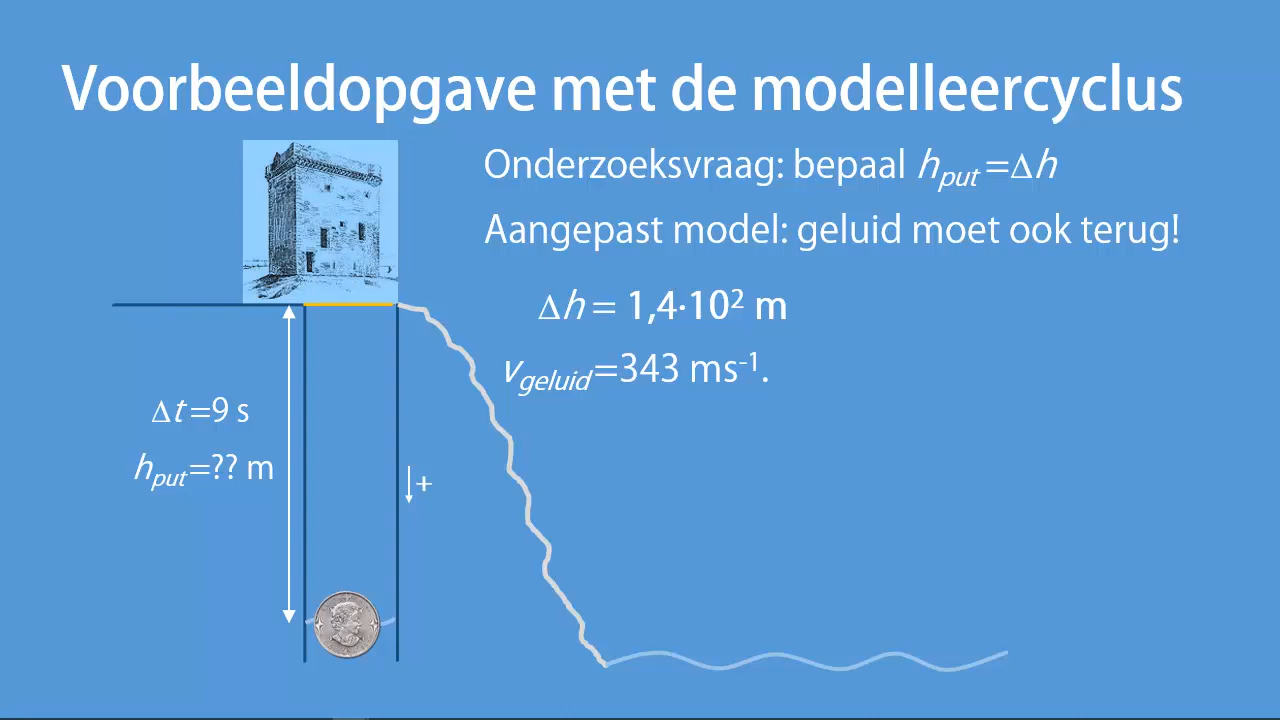 Voorbeeldopgave met de modelleercyclus
Onderzoeksvraag: bepaal hput=Δh
Aangepast model: geluid moet ook terug!
Δh = 1,4·10² m
vgeluid=343 ms⁻¹.
Δt=9 s
hput=?? m
+